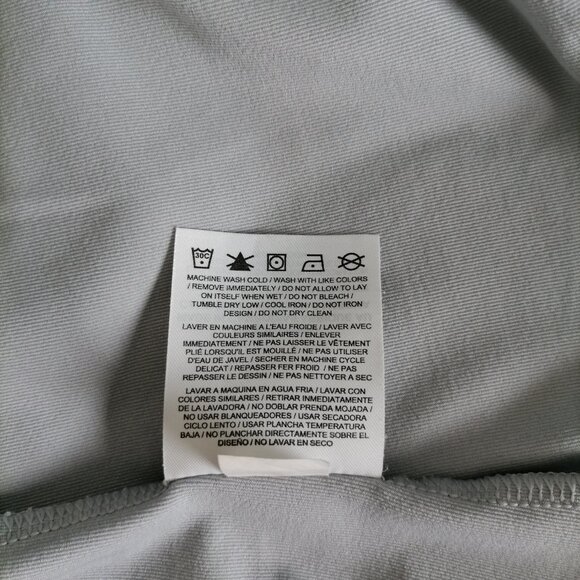 30C
MACHINE WASH COLD / WASH WITH LIKE COLORS
/ REMOVE IMMEDIATELY / DO NOT ALLOW TO LAY
ON ITSELF WHEN WET / DO NOT BLEACH /
TUMBLE DRY LOW / COOL IRON / DO NOT IRON
DESIGN / DO NOT DRY CLEAN
LAVER EN MACHINE A L'EAU FROIDE / LAVER AVEC
COULEURS SIMILAIRES / ENLEVER
IMMÉDIATEMENT / NE PAS LAISSER LE VÊTEMENT
PLIÉ LORSQU'IL EST MOUILLÉ / NE PAS UTILISER
D'EAU DE JAVEL / SECHER EN MACHINE CYCLE
DELICAT / REPASSER FER FROID / NE PAS
REPASSER LE DESSIN / NE PAS NETTOYER A SEC
LAVAR A MAQUINA EN AGUA FRIA / LAVAR CON
COLORES SIMILARES / RETIRAR INMEDIATAMENTE
DE LA LAVADORA / NO DOBLAR PRENDA MOJADA /
NO USAR BLANQUEADORES / USAR SECADORA
CICLO LENTO / USAR PLANCHA TEMPERATURA
BAJA / NO PLANCHAR DIRECTAMENTE SOBRE EL
DISEÑO / NO LAVAR EN SECO